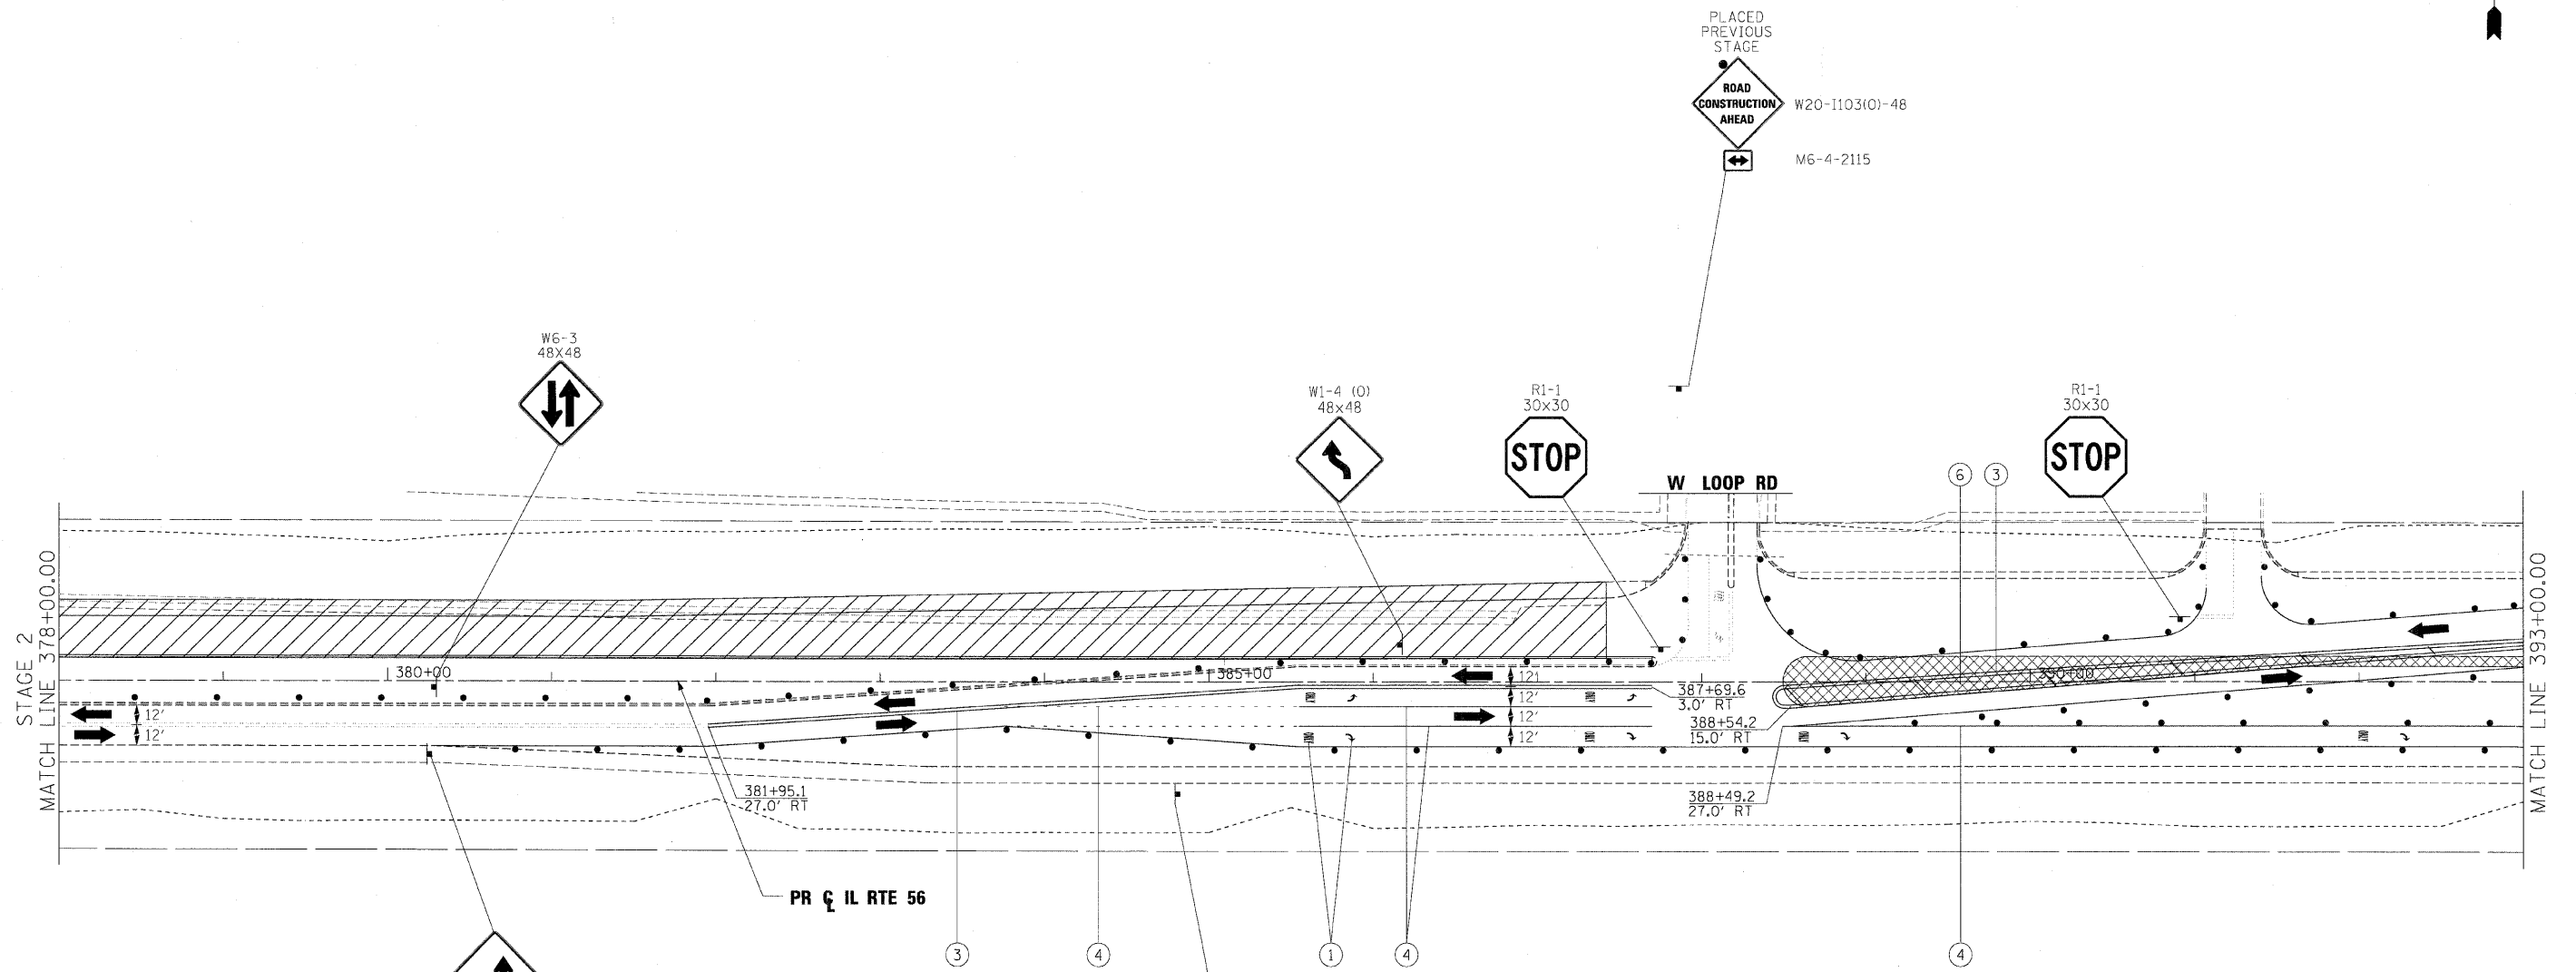 PLACED
PREVIOUS
STAGE
ROAD
CONSTRUCTION
AHEAD
W20-I103(O)-48
M6-4-2115
W6-3
48X48
W1-4 (O)
48x48
R1-1
30x30
STOP
R1-1
30x30
STOP
W LOOP RD
6
3
STAGE 2
MATCH LINE 378+00.00
MATCH LINE 393+00.00
380+00
385+00
390+00
12'
12'
12'
12'
12'
12'
387+69.6
3.0' RT
388+54.2
15.0' RT
381+95.1
27.0' RT
388+49.2
27.0' RT
PR ℄ IL RTE 56
3
4
1
4
4